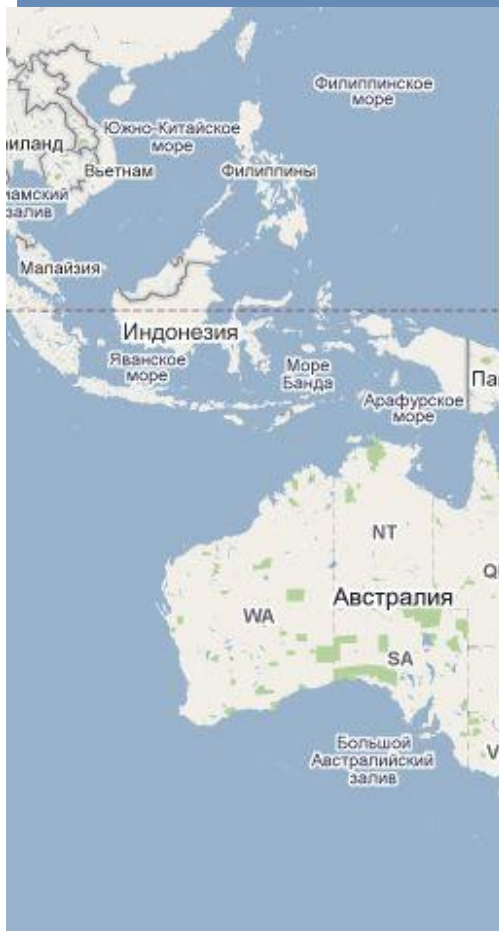 Филиппинское
море
Южно-Китайское
море
иланд
Вьетнам
Филиппины
иамский
залив
Малайзия
Индонезия
Яванское
море
Море
Банда
Па
Арафурское
море
NT
Q
Австралия
WA
SA
Большой
Австралийский
залив
V